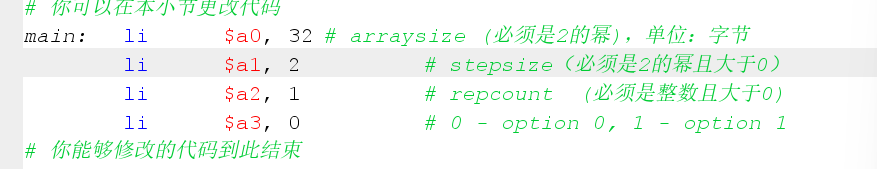 # 你可以在本小节更改代码
main: li $a0, 32 # arraysize (必须是2的幂), 单位: 字节
li $a1, 2 # stepsize（必须是2的幂且大于0）
li $a2, 1 # repcount (必须是整数且大于0)
li $a3, 0 # 0 - option 0, 1 - option 1
# 你能够修改的代码到此结束